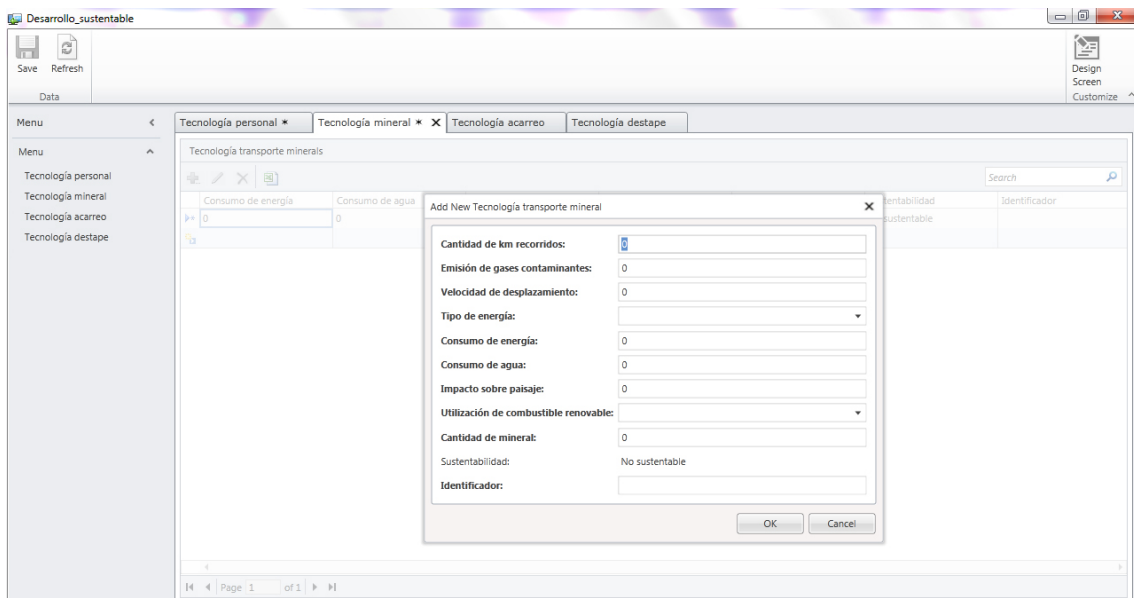 Desarrollo_sustentable
Save Refresh
Design Screen
Data
Customize
Menu
Tecnología personal * Tecnología mineral * Tecnología acarreo Tecnología destape
Menu
Tecnología personal
Tecnología mineral
Tecnología acarreo
Tecnología destape
Tecnología transporte minerals
Search
Consumo de energía Consumo de agua tentabilidad Identificador
0 0 sustentable
Add New Tecnología transporte mineral
Cantidad de km recorridos: 0
Emisión de gases contaminantes: 0
Velocidad de desplazamiento: 0
Tipo de energía:
Consumo de energía: 0
Consumo de agua: 0
Impacto sobre paisaje: 0
Utilización de combustible renovable:
Cantidad de mineral: 0
Sustentabilidad: No sustentable
Identificador:
OK Cancel
Page 1 of 1